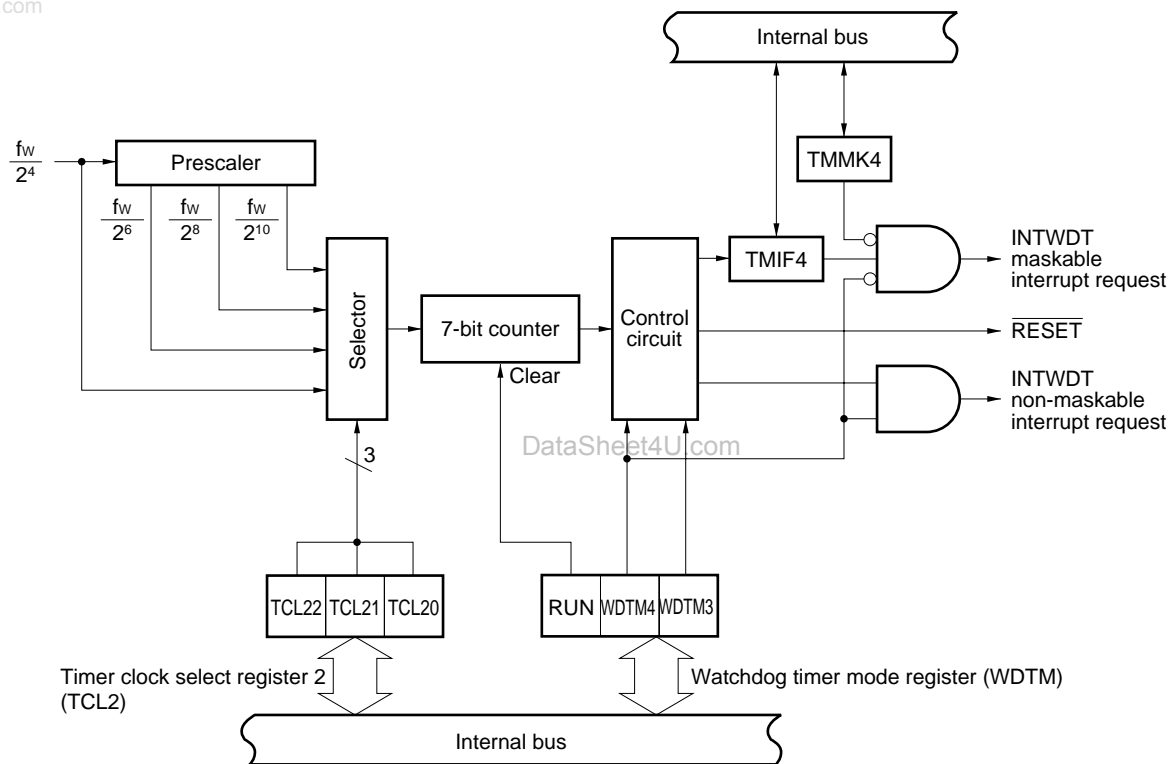 com
Internal bus
fW
2⁴
Prescaler
TMMK4
fW
2⁶
fW
2⁸
fW
2¹⁰
Selector
7-bit counter
Clear
Control
circuit
TMIF4
INTWDT
maskable
interrupt request
RESET
INTWDT
non-maskable
interrupt request
DataSheet4U.com
3
TCL22 TCL21 TCL20
RUN WDTM4 WDTM3
Timer clock select register 2
(TCL2)
Watchdog timer mode register (WDTM)
Internal bus